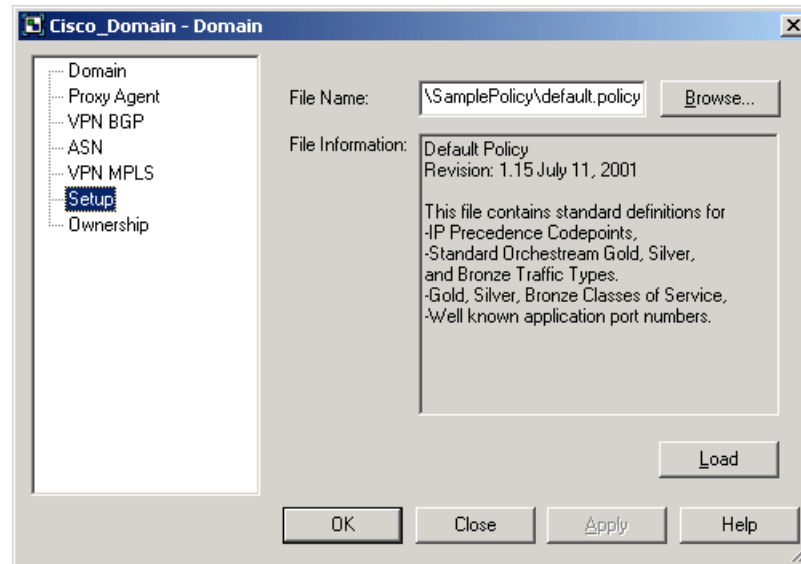 Cisco_Domain - Domain
Domain
Proxy Agent
VPN BGP
ASN
VPN MPLS
Setup
Ownership
File Name:
\SamplePolicy\default.policy
Browse...
File Information:
Default Policy
Revision: 1.15 July 11, 2001
This file contains standard definitions for
-IP Precedence Codepoints,
-Standard Orchestream Gold, Silver,
and Bronze Traffic Types.
-Gold, Silver, Bronze Classes of Service,
-Well known application port numbers.
Load
OK
Close
Apply
Help